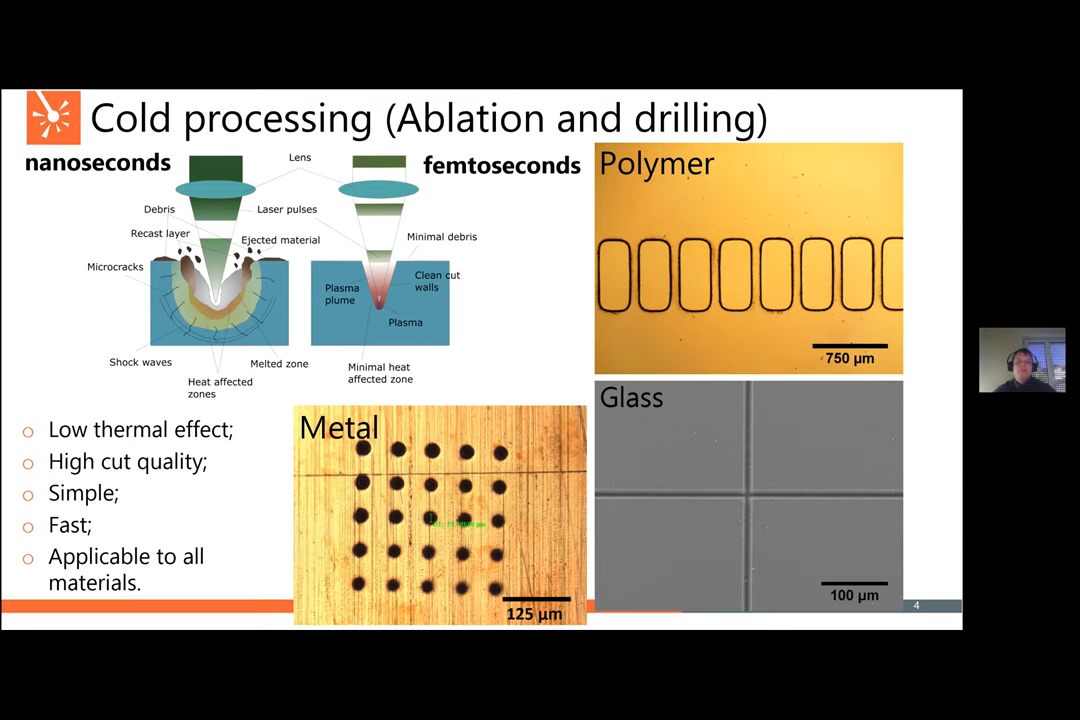 Cold processing (Ablation and drilling)
nanoseconds
femtoseconds
Lens
Debris
Laser pulses
Recast layer
Ejected material
Minimal debris
Microcracks
Clean cut
walls
Plasma
plume
Plasma
Shock waves
Melted zone
Heat affected
zones
Minimal heat
affected zone
Low thermal effect;
High cut quality;
Simple;
Fast;
Applicable to all
materials.
Metal
125 µm
Polymer
750 µm
Glass
100 µm
4